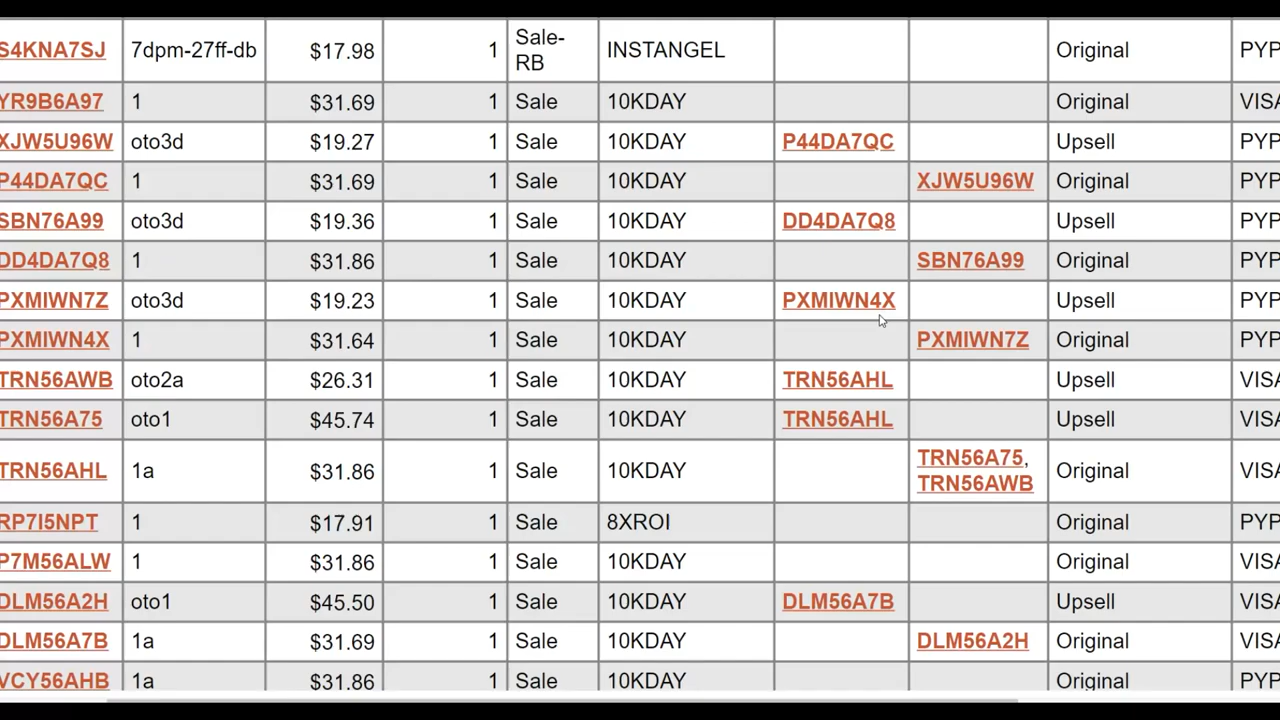 S4KNA7SJ 7dpm-27ff-db $17.98 1 Sale-RB INSTANGEL Original PYP
YR9B6A97 1 $31.69 1 Sale 10KDAY Original VISA
XJW5U96W oto3d $19.27 1 Sale 10KDAY P44DA7QC Upsell PYP
P44DA7QC 1 $31.69 1 Sale 10KDAY XJW5U96W Original PYP
SBN76A99 oto3d $19.36 1 Sale 10KDAY DD4DA7Q8 Upsell PYP
DD4DA7Q8 1 $31.86 1 Sale 10KDAY SBN76A99 Original PYP
PXMIWN7Z oto3d $19.23 1 Sale 10KDAY PXMIWN4X Upsell PYP
PXMIWN4X 1 $31.64 1 Sale 10KDAY PXMIWN7Z Original PYP
TRN56AWB oto2a $26.31 1 Sale 10KDAY TRN56AHL Upsell VISA
TRN56A75 oto1 $45.74 1 Sale 10KDAY TRN56AHL Upsell VISA
TRN56AHL 1a $31.86 1 Sale 10KDAY TRN56A75, TRN56AWB Original VISA
RP7I5NPT 1 $17.91 1 Sale 8XROI Original PYP
P7M56ALW 1 $31.86 1 Sale 10KDAY Original VISA
DLM56A2H oto1 $45.50 1 Sale 10KDAY DLM56A7B Upsell VISA
DLM56A7B 1a $31.69 1 Sale 10KDAY DLM56A2H Original VISA
VCY56AHB 1a $31.86 1 Sale 10KDAY Original VISA